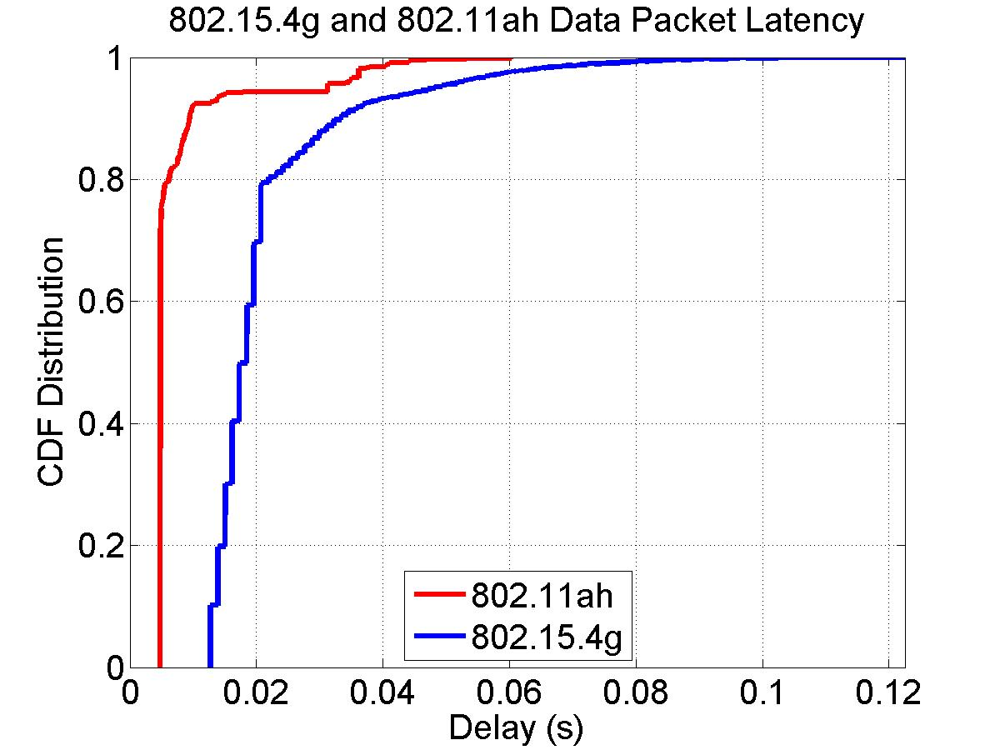 802.15.4g and 802.11ah Data Packet Latency
1
0.8
0.6
0.4
0.2
0
CDF Distribution
802.11ah
802.15.4g
0 0.02 0.04 0.06 0.08 0.1 0.12
Delay (s)